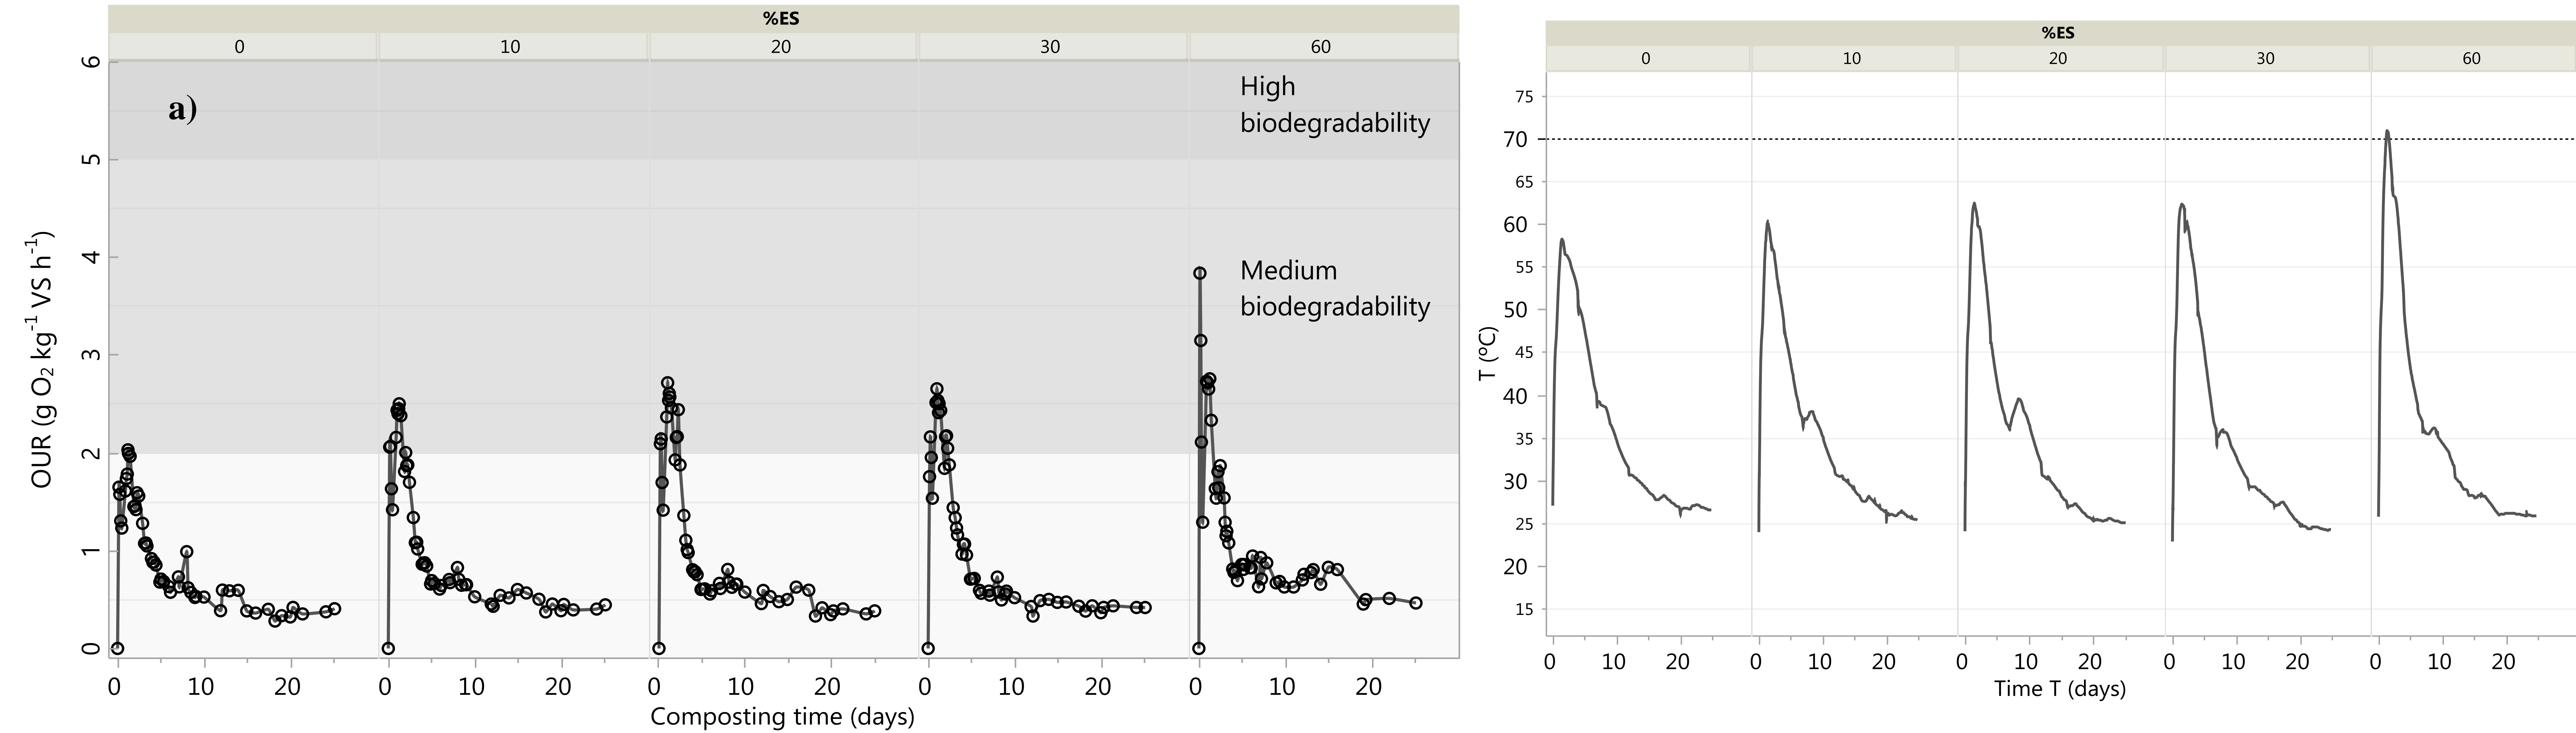 %ES
0 10 20 30 60
6
a)
High
biodegradability
5
4
Medium
biodegradability
3
2
1
0
OUR (g O₂ kg⁻¹ VS h⁻¹)
0 10 20 0 10 20 0 10 20 0 10 20 0 10 20
Composting time (days)
%ES
0 10 20 30 60
75
70
65
60
55
50
45
40
35
30
25
20
15
T (ºC)
0 10 20 0 10 20 0 10 20 0 10 20 0 10 20
Time T (days)